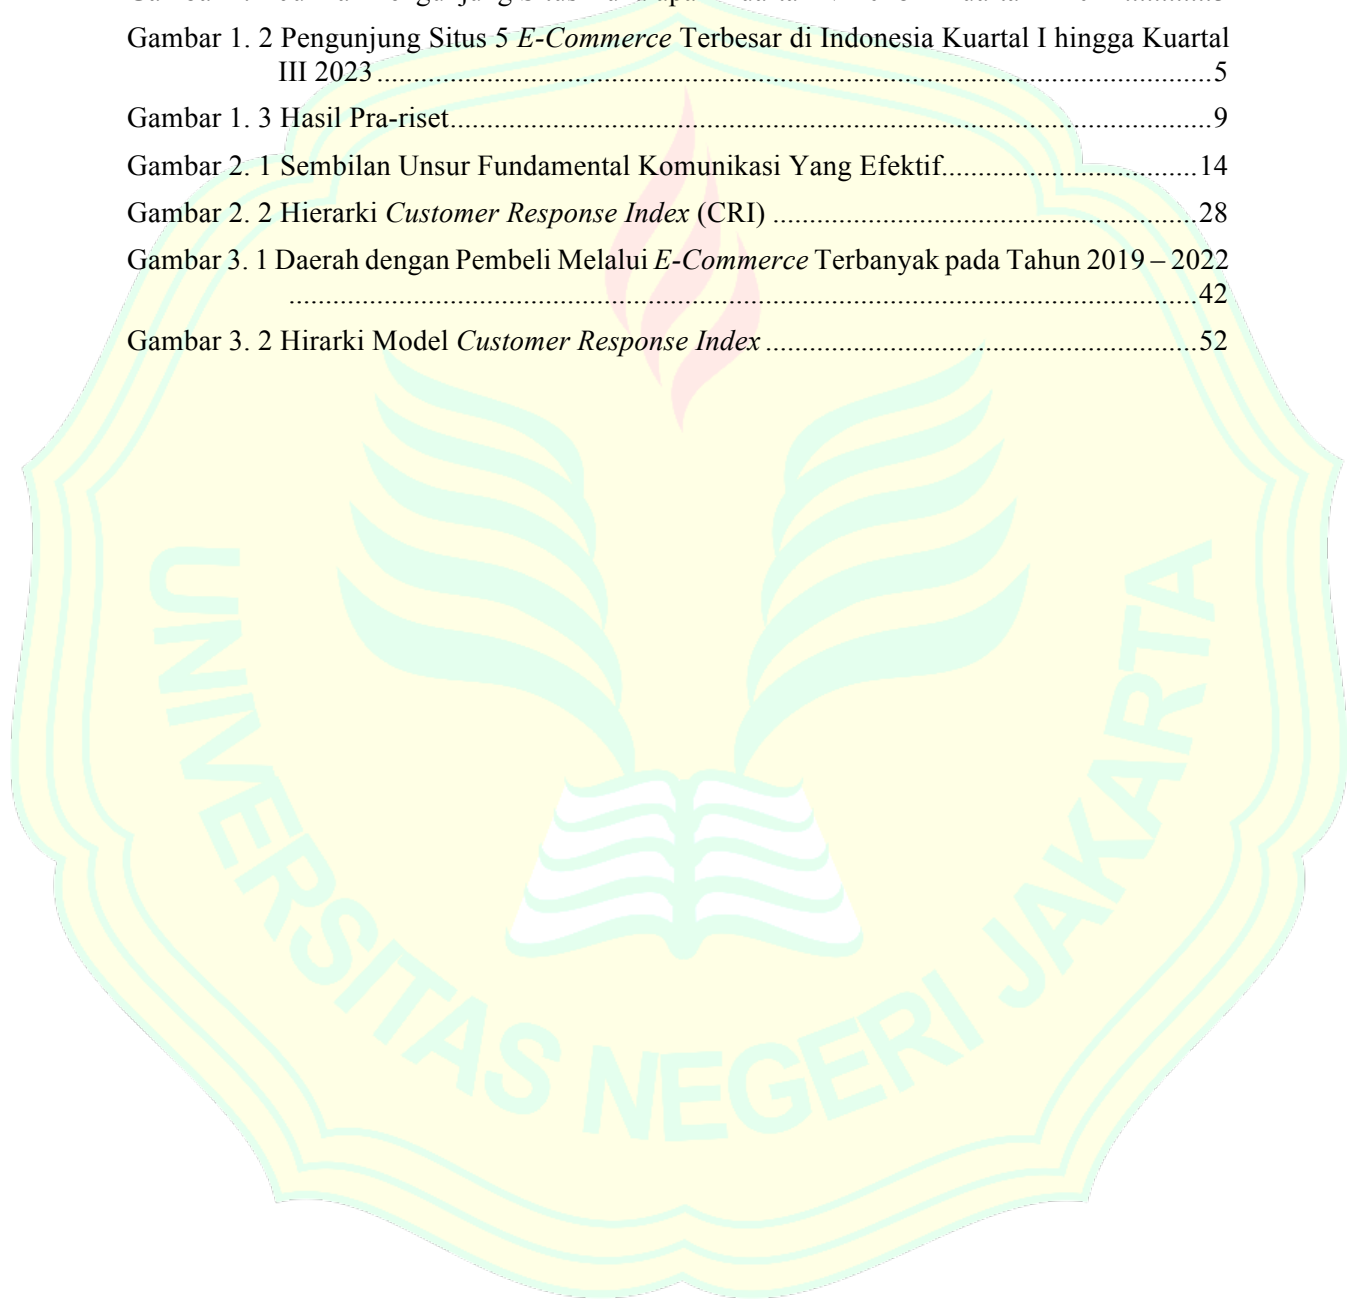 Gambar 1. 2 Pengunjung Situs 5 E-Commerce Terbesar di Indonesia Kuartal I hingga Kuartal
III 2023........................................................................................................................5
Gambar 1. 3 Hasil Pra-riset.............................................................................................................9
Gambar 2. 1 Sembilan Unsur Fundamental Komunikasi Yang Efektif....................................14
Gambar 2. 2 Hierarki Customer Response Index (CRI) .............................................................28
Gambar 3. 1 Daerah dengan Pembeli Melalui E-Commerce Terbanyak pada Tahun 2019 – 2022
...................................................................................................................................42
Gambar 3. 2 Hirarki Model Customer Response Index ..............................................................52
UNIVERSITAS NEGERI JAKARTA